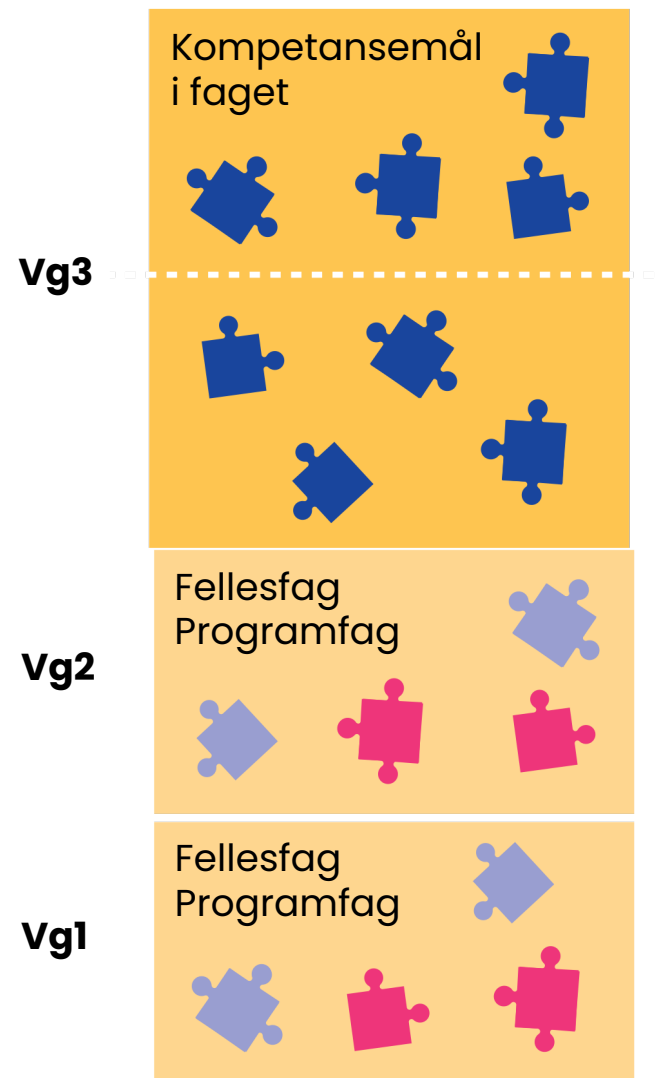 Kompetansemål
i faget
Vg3
Fellesfag
Programfag
Vg2
Fellesfag
Programfag
Vg1